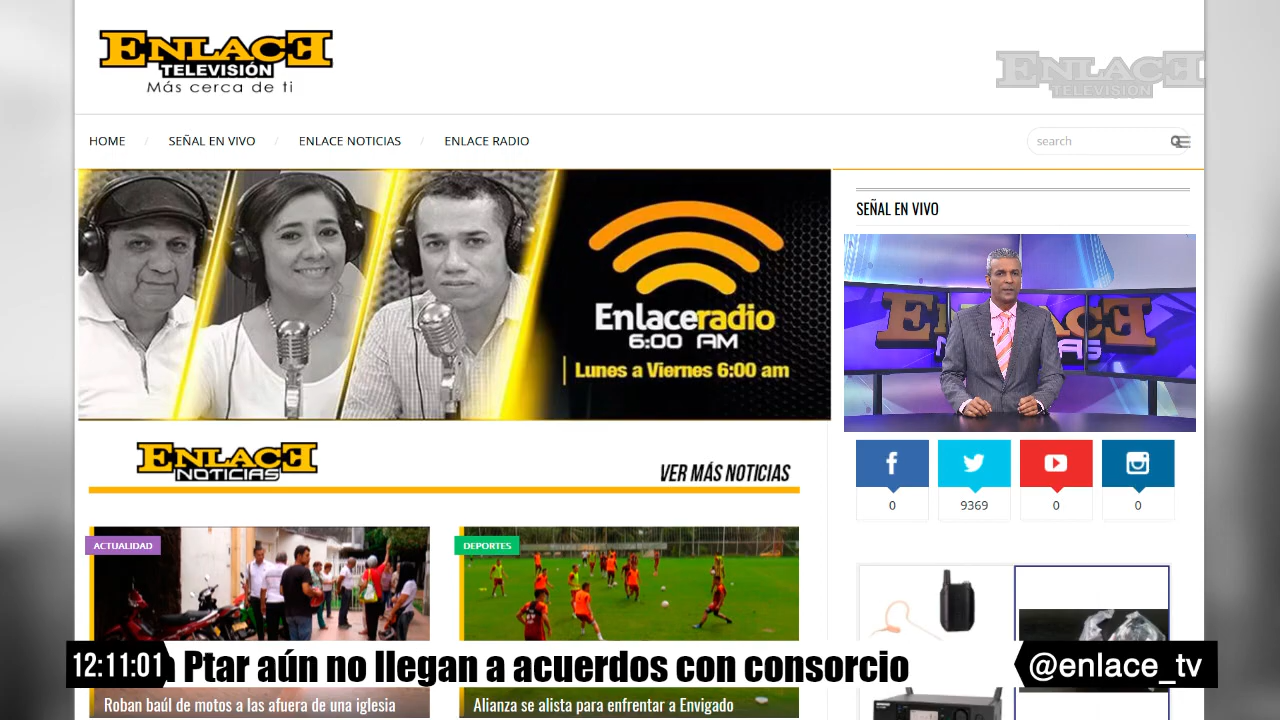 ENLACE
TELEVISIÓN
Más cerca de ti
ENLACE
TELEVISIÓN
HOME / SEÑAL EN VIVO / ENLACE NOTICIAS / ENLACE RADIO
search
SEÑAL EN VIVO
Enlaceradio
6:00 AM
Lunes a Viernes 6:00 am
ENLACE
NOTICIAS
ENLACE
NOTICIAS
VER MÁS NOTICIAS
0
9369
0
0
ACTUALIDAD
DEPORTES
12:11:01
Ptar aún no llegan a acuerdos con consorcio
@enlace_tv
Roban baúl de motos a las afuera de una iglesia
Alianza se alista para enfrentar a Envigado